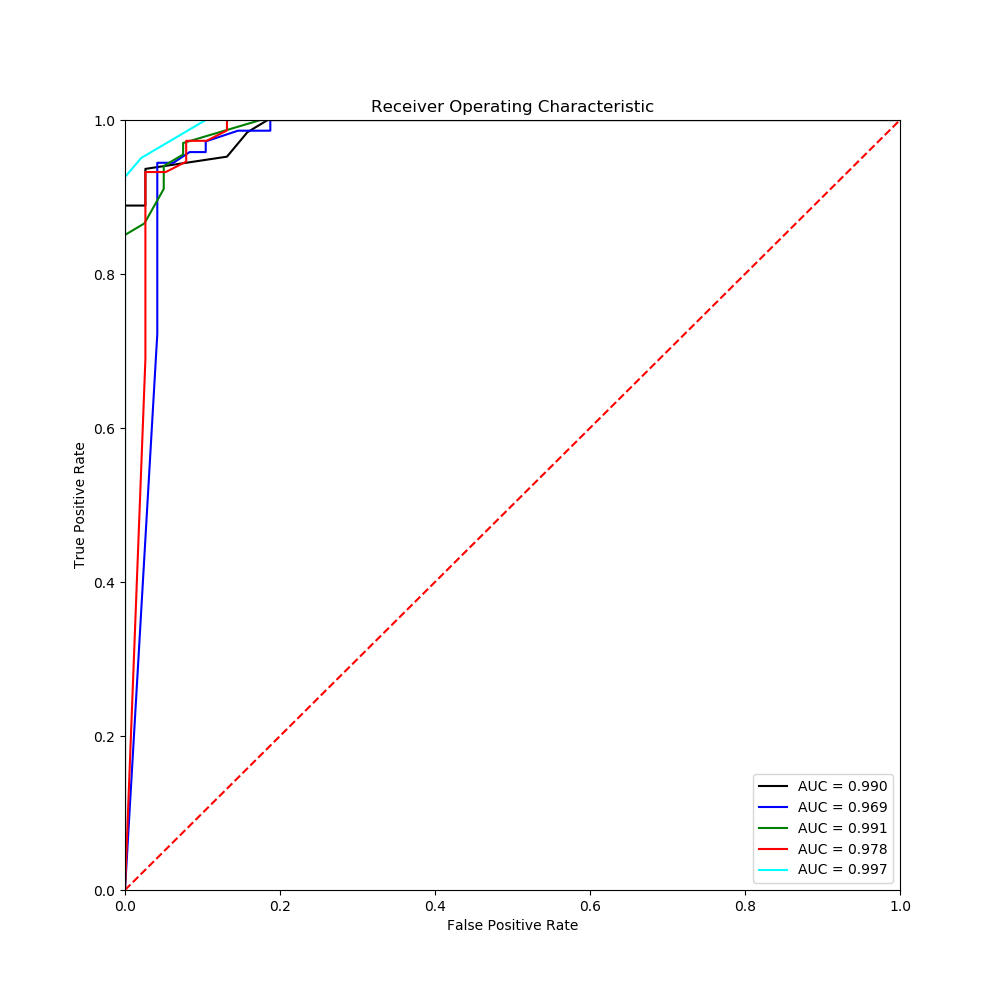 Receiver Operating Characteristic
1.0
0.8
0.6
0.4
0.2
0.0
True Positive Rate
AUC = 0.990
AUC = 0.969
AUC = 0.991
AUC = 0.978
AUC = 0.997
0.0 0.2 0.4 0.6 0.8 1.0
False Positive Rate